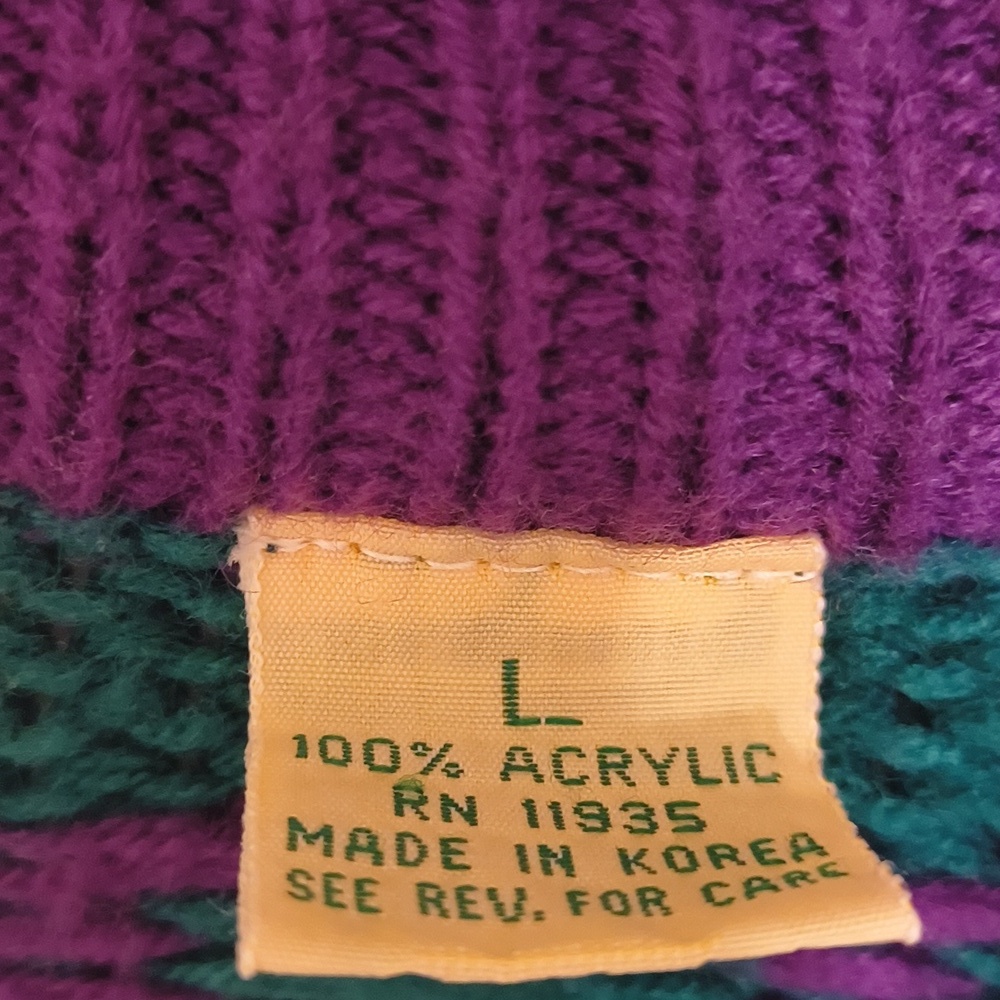 L
100% ACRYLIC
RN 11935
MADE IN KOREA
SEE REV. FOR CARE